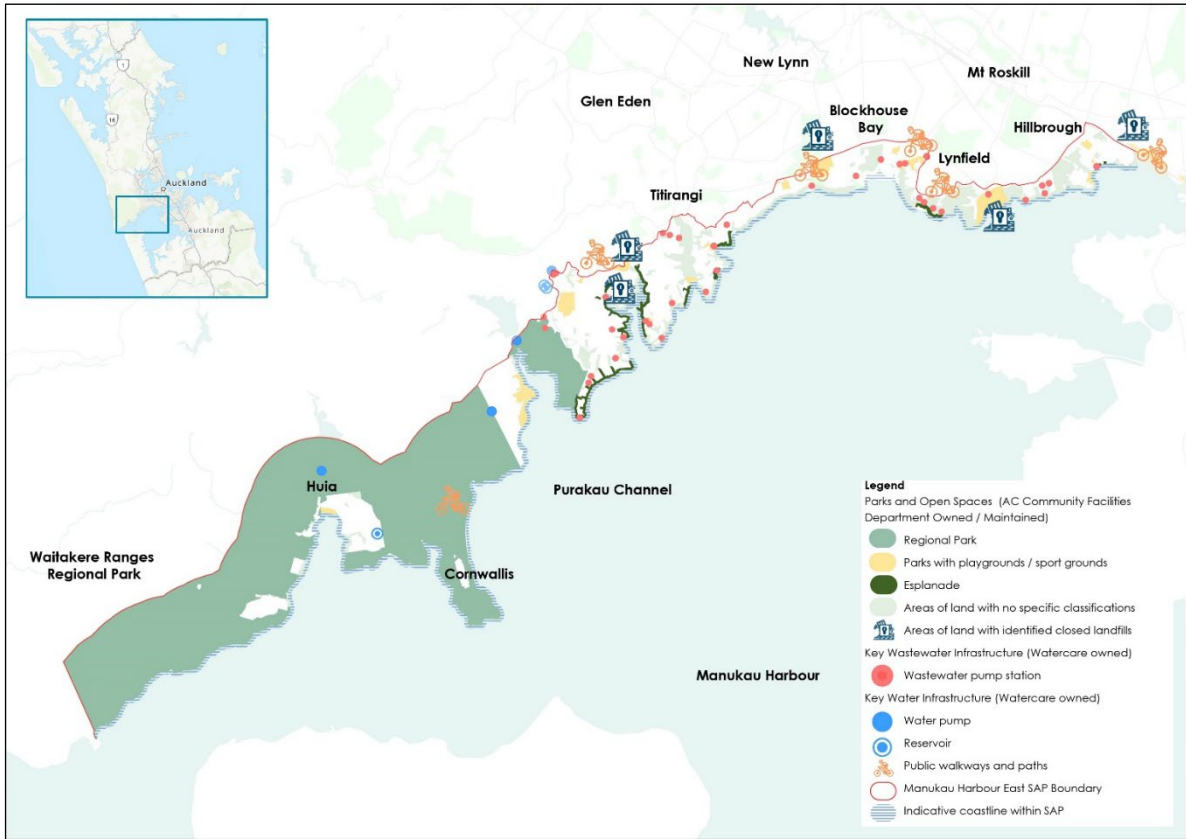 New Lynn
Mt Roskill
Glen Eden
Blockhouse
Bay
Hillbrough
Lynfield
Titirangi
1
16
Auckland
Auckland
Purakau Channel
Huia
Waitakere Ranges
Regional Park
Cornwallis
Manukau Harbour
Legend
Parks and Open Spaces (AC Community Facilities
Department Owned / Maintained)
Regional Park
Parks with playgrounds / sport grounds
Esplanade
Areas of land with no specific classifications
Areas of land with identified closed landfills
Key Wastewater Infrastructure (Watercare owned)
Wastewater pump station
Key Water Infrastructure (Watercare owned)
Water pump
Reservoir
Public walkways and paths
Manukau Harbour East SAP Boundary
Indicative coastline within SAP